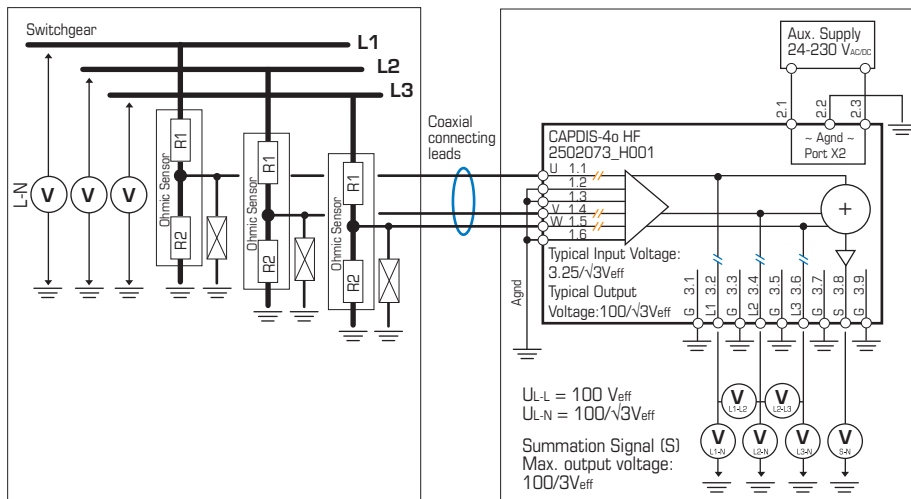 Switchgear
L1
L2
L3
L-N
V
V
V
R1
R2
Ohmic Sensor
R1
R2
Ohmic Sensor
R1
R2
Ohmic Sensor
Coaxial
connecting
leads
Aux. Supply
24-230 VAC/DC
2.1
2.2
2.3
~ Agnd ~
Port X2
CAPDIS-4o HF
2502073_H001
U 1.1
1.2
1.3
V 1.4
W 1.5
1.6
+
Agnd
Typical Input Voltage:
3.25/√3Veff
Typical Output
Voltage:100/√3Veff
G 3.1
L1 3.2
G 3.3
L2 3.4
G 3.5
L3 3.6
G 3.7
S 3.8
G 3.9
V L1-L2
V L2-L3
V L1-N
V L2-N
V L3-N
V S-N
UL-L = 100 Veff
UL-N = 100/√3Veff
Summation Signal (S)
Max. output voltage:
100/3Veff